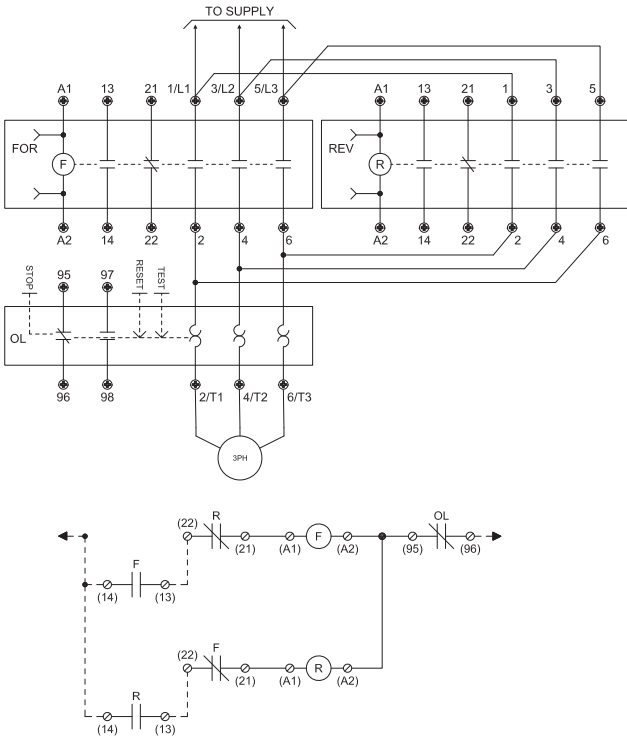 TO SUPPLY
A1 13 21 1/L1 3/L2 5/L3 A1 13 21 1 3 5
FOR F REV R
A2 14 22 2 4 6 A2 14 22 2 4 6
STOP 95 97 RESET TEST
OL
96 98 2/T1 4/T2 6/T3
3PH
(22) R OL
(21) (A1) F (A2) (95) (96)
F
(14) (13)
(22) F
(21) (A1) R (A2)
R
(14) (13)